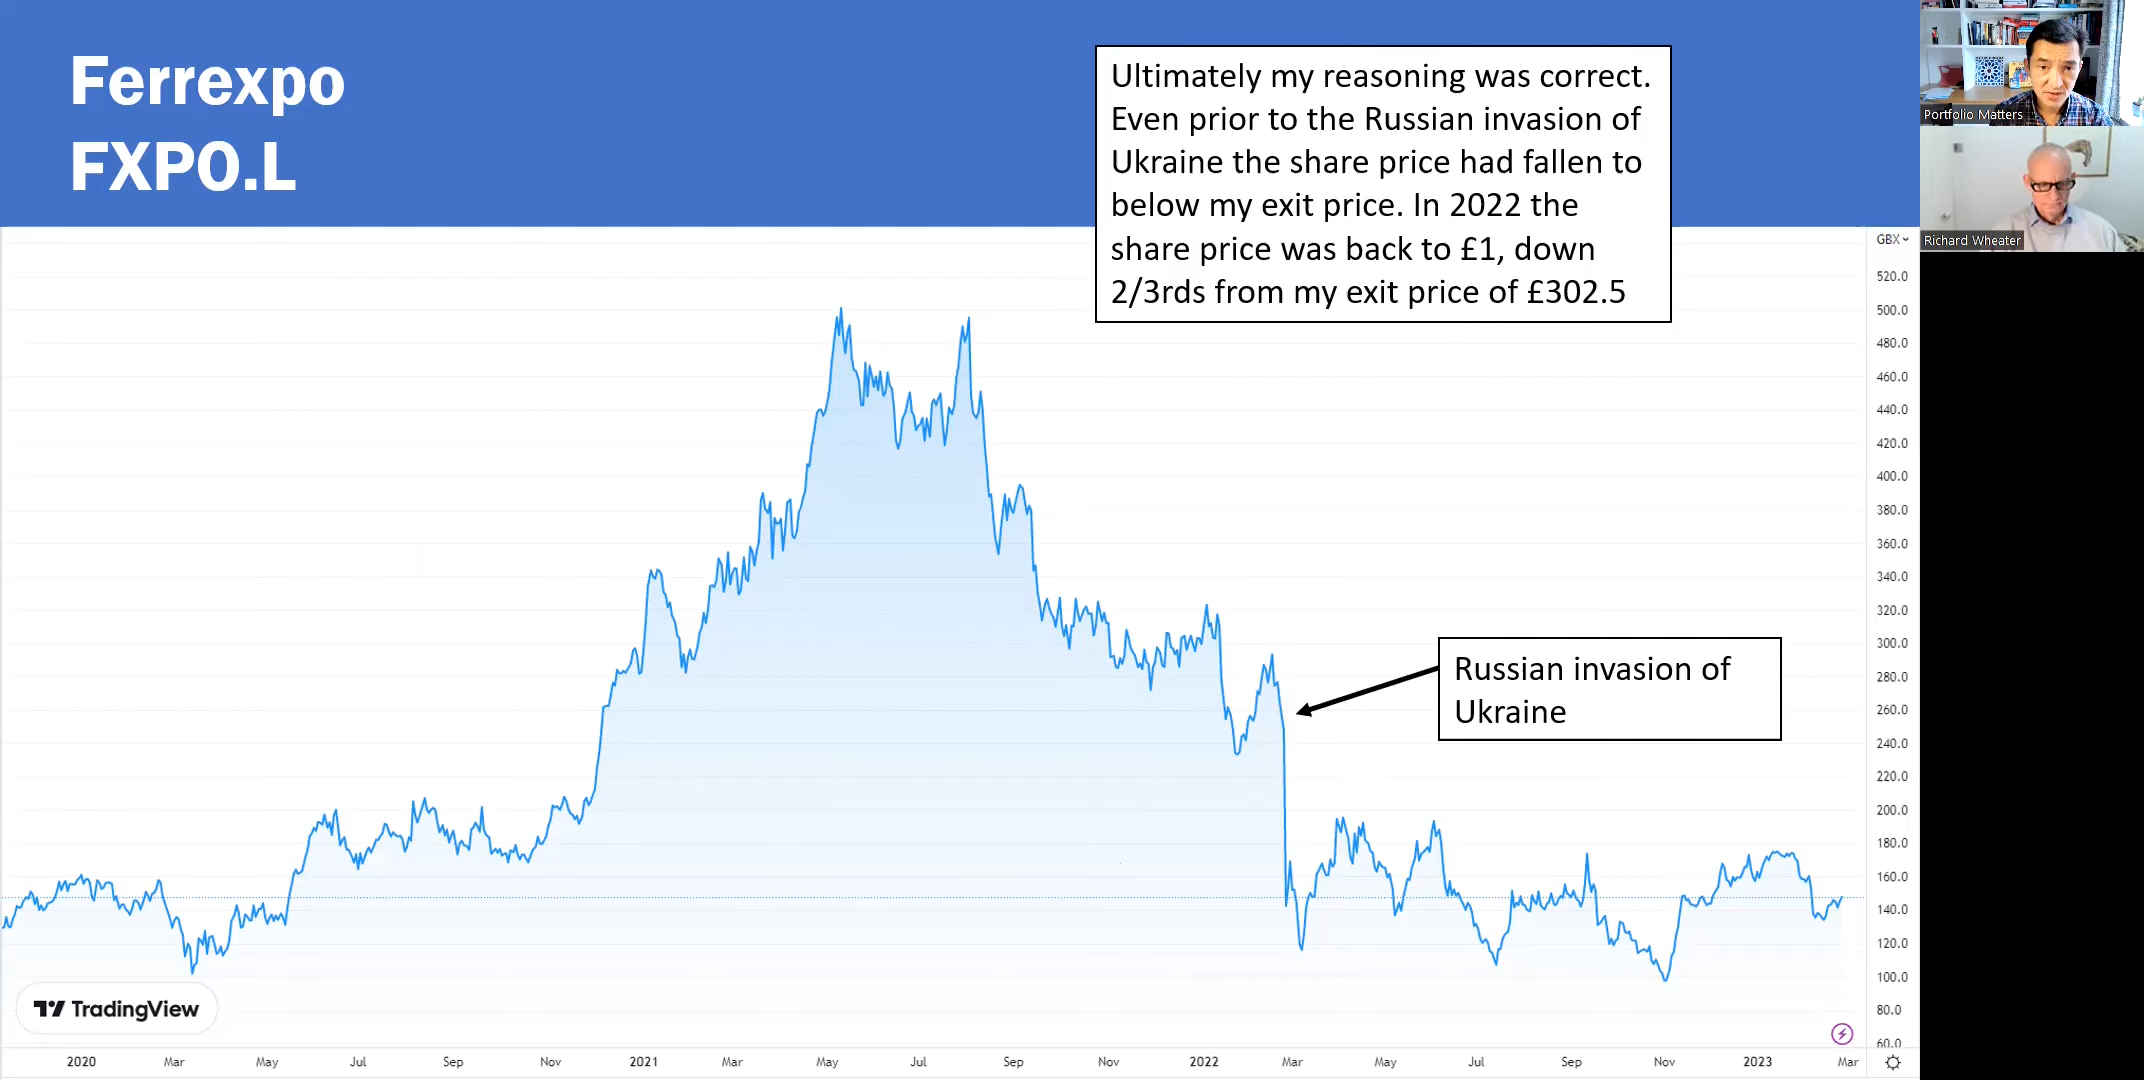 Ferrexpo
FXPO.L
Ultimately my reasoning was correct.
Even prior to the Russian invasion of
Ukraine the share price had fallen to
below my exit price. In 2022 the
share price was back to £1, down
2/3rds from my exit price of £302.5
Portfolio Matters
Richard Wheater
GBX
520.0
500.0
480.0
460.0
440.0
420.0
400.0
380.0
360.0
340.0
320.0
300.0
280.0
260.0
240.0
220.0
200.0
180.0
160.0
140.0
120.0
100.0
80.0
60.0
Russian invasion of
Ukraine
TradingView
2020 Mar May Jul Sep Nov 2021 Mar May Jul Sep Nov 2022 Mar May Jul Sep Nov 2023 Mar